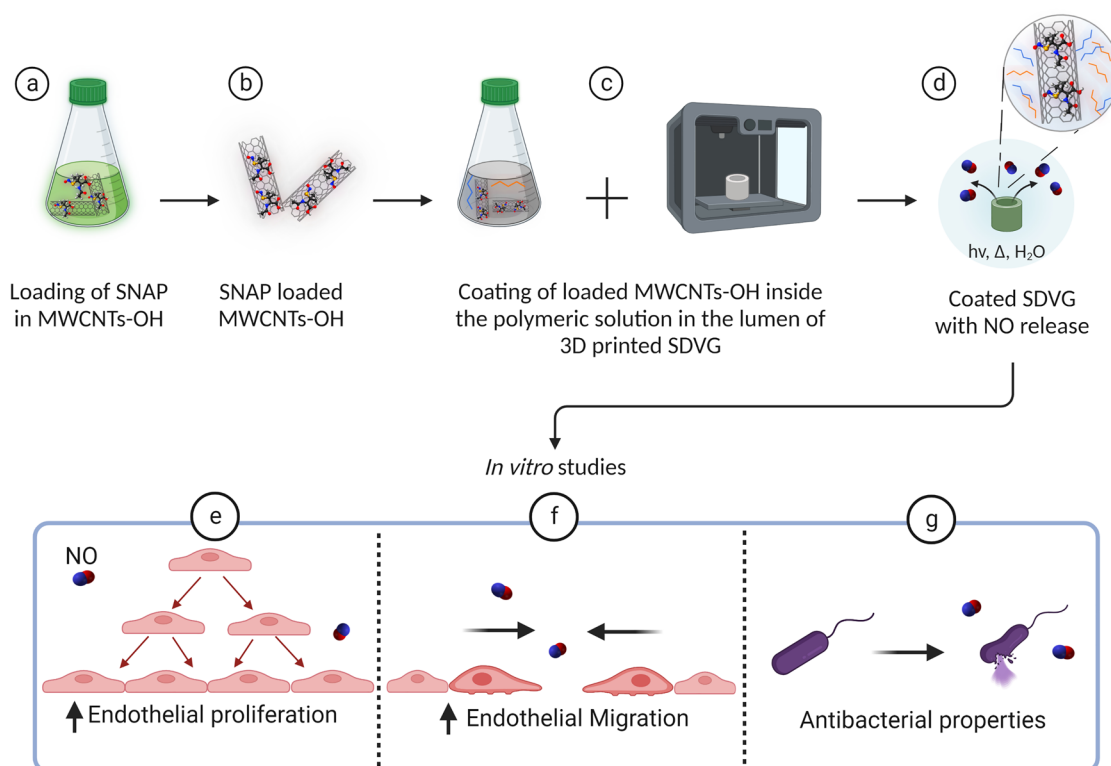 a
b
c
d
hv, Δ, H₂O
Loading of SNAP
in MWCNTs-OH
SNAP loaded
MWCNTs-OH
Coating of loaded MWCNTs-OH inside
the polymeric solution in the lumen of
3D printed SDVG
Coated SDVG
with NO release
In vitro studies
e
f
g
NO
Endothelial proliferation
Endothelial Migration
Antibacterial properties